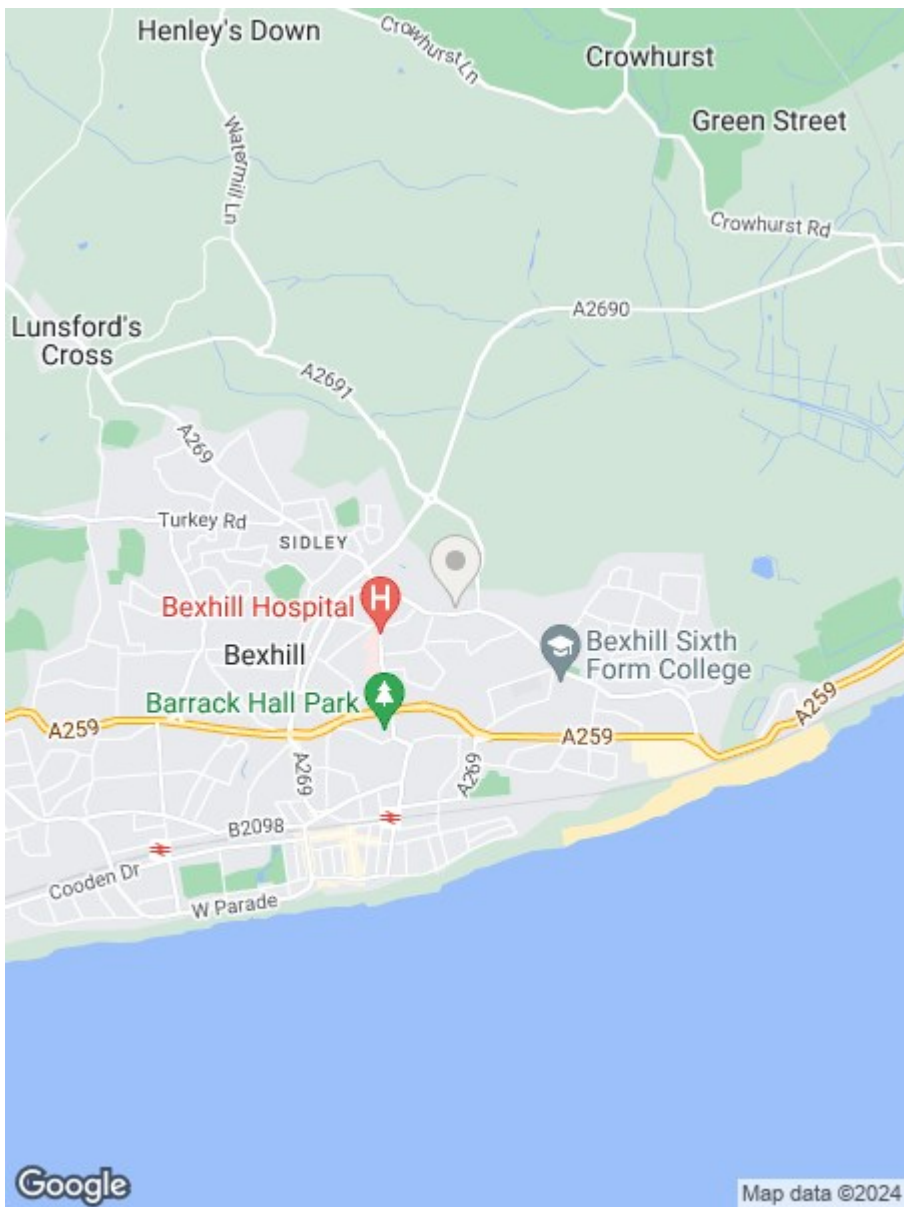 Henley's Down
Crowhurst Ln
Crowhurst
Green Street
Watermill Ln
Crowhurst Rd
A2690
Lunsford's
Cross
A2691
A269
Turkey Rd
SIDLEY
H
Bexhill Hospital
Bexhill
Bexhill Sixth
Form College
Barrack Hall Park
A259
A259
A259
A269
A269
B2098
Cooden Dr
W Parade
Google
Map data ©2024